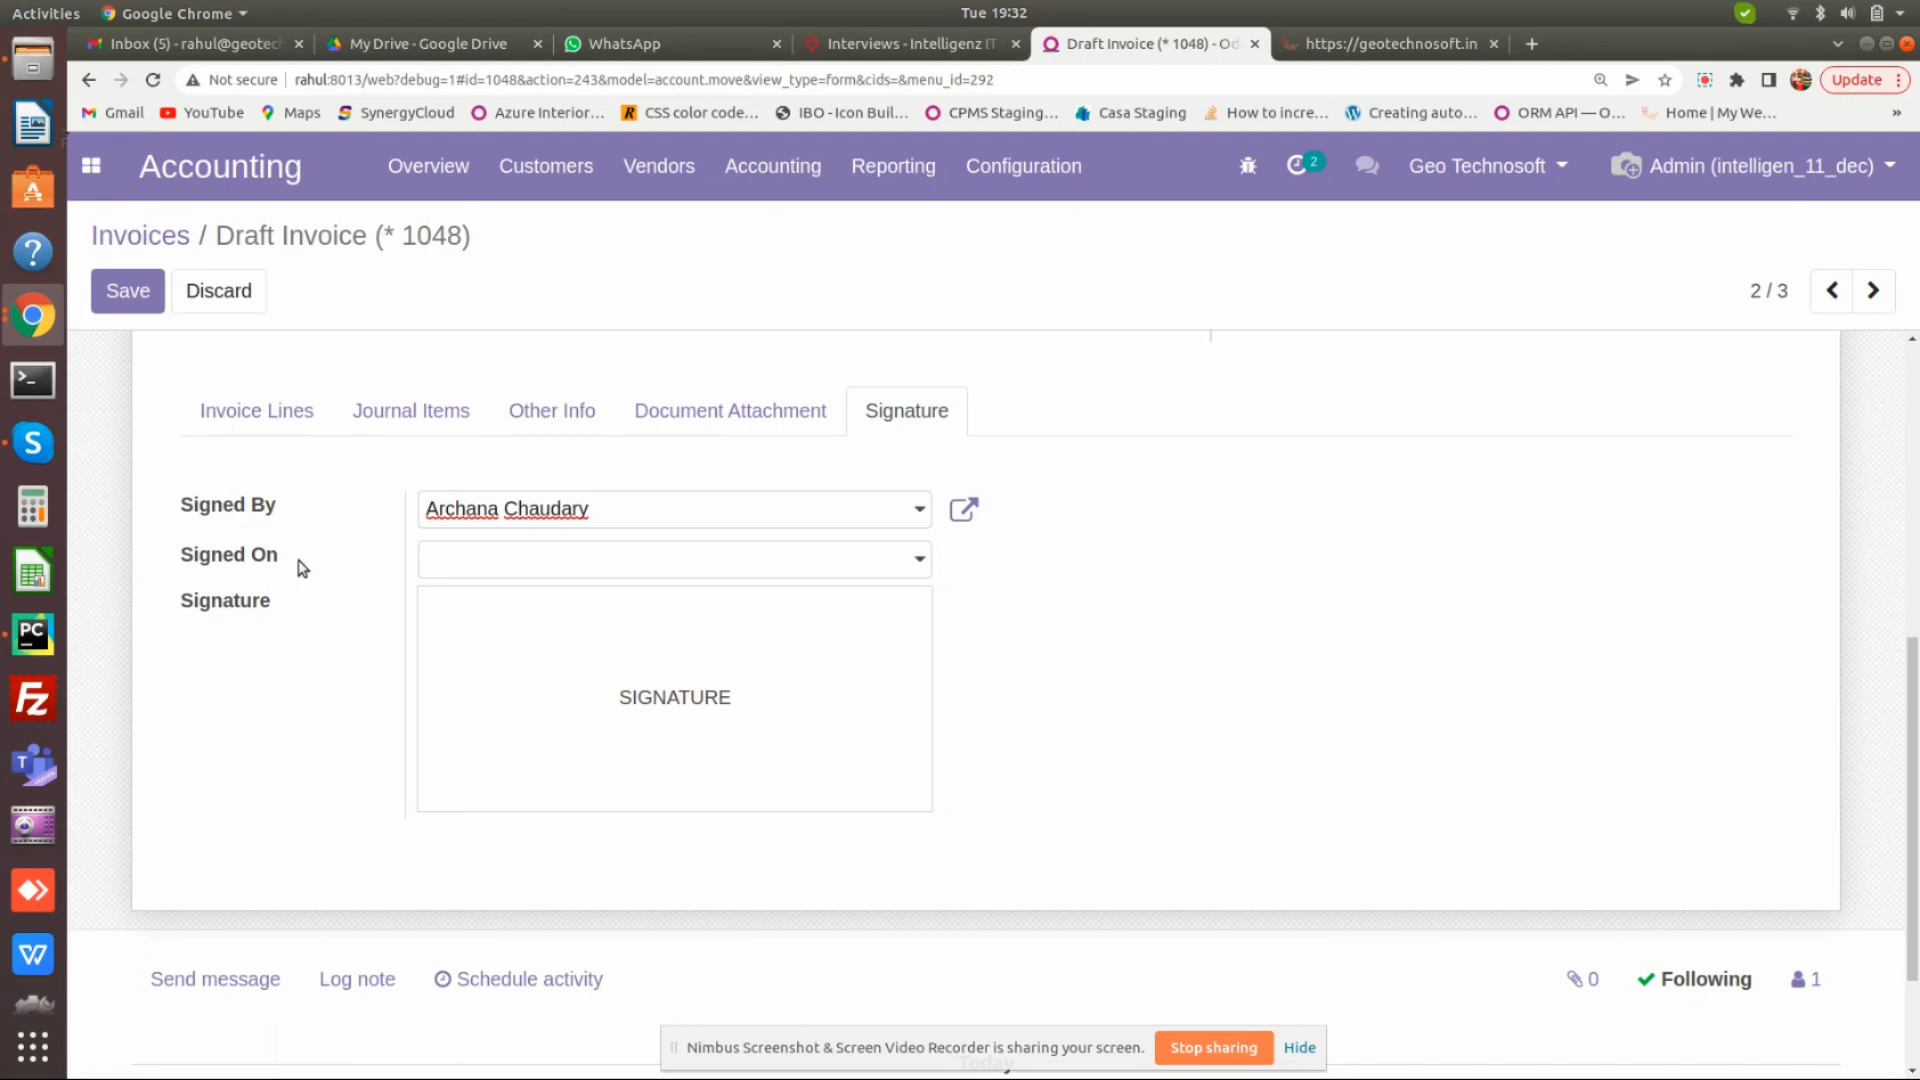 Activities Google Chrome Tue 19:32
Inbox (5) - rahul@geotec My Drive - Google Drive WhatsApp Interviews - Intelligenz IT Draft Invoice (* 1048) - Od https://geotechnosoft.in
Not secure rahul:8013/web?debug=1#id=1048&action=243&model=account.move&view_type=form&cids=&menu_id=292 Update
Gmail YouTube Maps SynergyCloud Azure Interior... CSS color code... IBO - Icon Buil... CPMS Staging... Casa Staging How to incre... Creating auto... ORM API — O... Home | My We... »
Accounting Overview Customers Vendors Accounting Reporting Configuration 2 Geo Technosoft Admin (intelligen_11_dec)
Invoices / Draft Invoice (* 1048)
Save Discard 2 / 3
Invoice Lines Journal Items Other Info Document Attachment Signature
Signed By Archana Chaudary
Signed On
Signature
SIGNATURE
Send message Log note Schedule activity 0 Following 1
Nimbus Screenshot & Screen Video Recorder is sharing your screen. Stop sharing Hide
Today